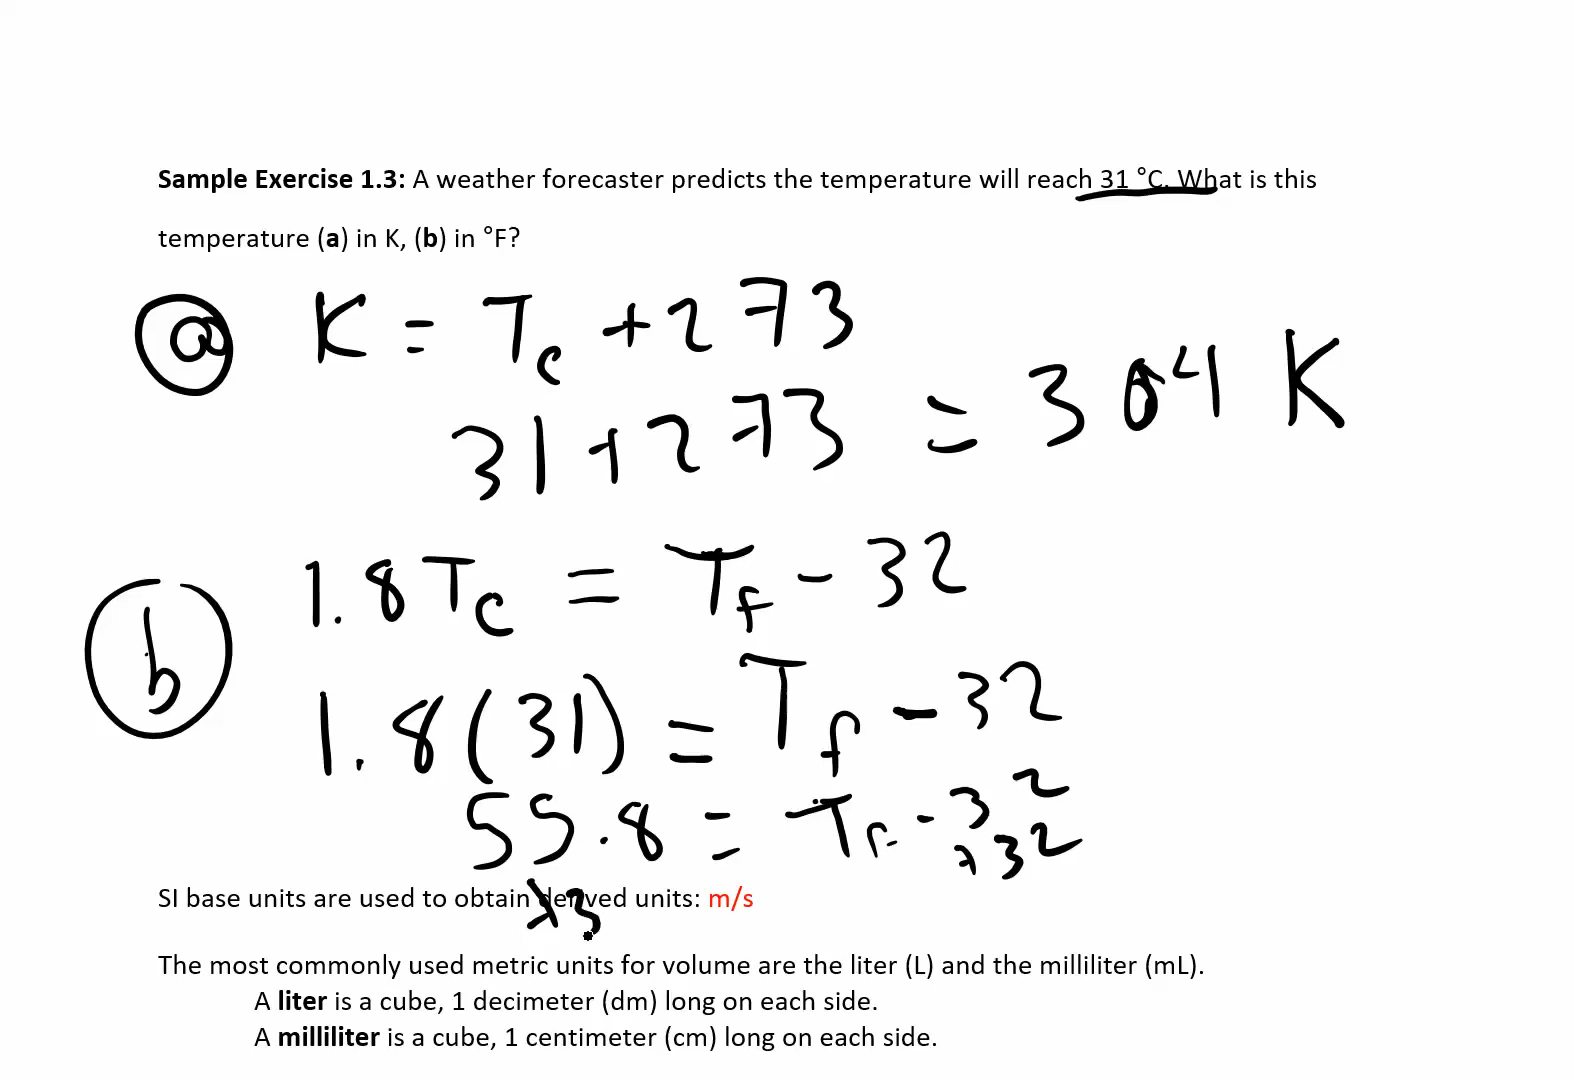 Sample Exercise 1.3: A weather forecaster predicts the temperature will reach 31 °C. What is this
temperature (a) in K, (b) in °F?
a K = Tc + 273
31 + 273 = 304 K
1.8 Tc = TF - 32
b
1.8(31) = Tf - 32
55.8 = TF - 32
+32
+3
SI base units are used to obtain derived units: m/s
The most commonly used metric units for volume are the liter (L) and the milliliter (mL).
A liter is a cube, 1 decimeter (dm) long on each side.
A milliliter is a cube, 1 centimeter (cm) long on each side.